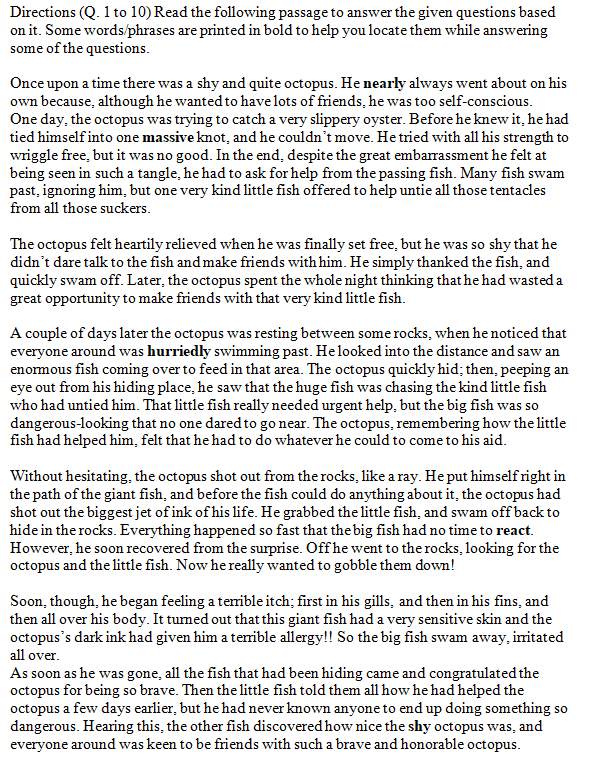 Directions (Q. 1 to 10) Read the following passage to answer the given questions based
on it. Some words/phrases are printed in bold to help you locate them while answering
some of the questions.
Once upon a time there was a shy and quite octopus. He nearly always went about on his
own because, although he wanted to have lots of friends, he was too self-conscious.
One day, the octopus was trying to catch a very slippery oyster. Before he knew it, he had
tied himself into one massive knot, and he couldn't move. He tried with all his strength to
wriggle free, but it was no good. In the end, despite the great embarrassment he felt at
being seen in such a tangle, he had to ask for help from the passing fish. Many fish swam
past, ignoring him, but one very kind little fish offered to help untie all those tentacles
from all those suckers.
The octopus felt heartily relieved when he was finally set free, but he was so shy that he
didn't dare talk to the fish and make friends with him. He simply thanked the fish, and
quickly swam off. Later, the octopus spent the whole night thinking that he had wasted a
great opportunity to make friends with that very kind little fish.
A couple of days later the octopus was resting between some rocks, when he noticed that
everyone around was hurriedly swimming past. He looked into the distance and saw an
enormous fish coming over to feed in that area. The octopus quickly hid; then, peeping an
eye out from his hiding place, he saw that the huge fish was chasing the kind little fish
who had untied him. That little fish really needed urgent help, but the big fish was so
dangerous-looking that no one dared to go near. The octopus, remembering how the little
fish had helped him, felt that he had to do whatever he could to come to his aid.
Without hesitating, the octopus shot out from the rocks, like a ray. He put himself right in
the path of the giant fish, and before the fish could do anything about it, the octopus had
shot out the biggest jet of ink of his life. He grabbed the little fish, and swam off back to
hide in the rocks. Everything happened so fast that the big fish had no time to react.
However, he soon recovered from the surprise. Off he went to the rocks, looking for the
octopus and the little fish. Now he really wanted to gobble them down!
Soon, though, he began feeling a terrible itch; first in his gills, and then in his fins, and
then all over his body. It turned out that this giant fish had a very sensitive skin and the
octopus's dark ink had given him a terrible allergy!! So the big fish swam away, irritated
all over.
As soon as he was gone, all the fish that had been hiding came and congratulated the
octopus for being so brave. Then the little fish told them all how he had helped the
octopus a few days earlier, but he had never known anyone to end up doing something so
dangerous. Hearing this, the other fish discovered how nice the shy octopus was, and
everyone around was keen to be friends with such a brave and honorable octopus.